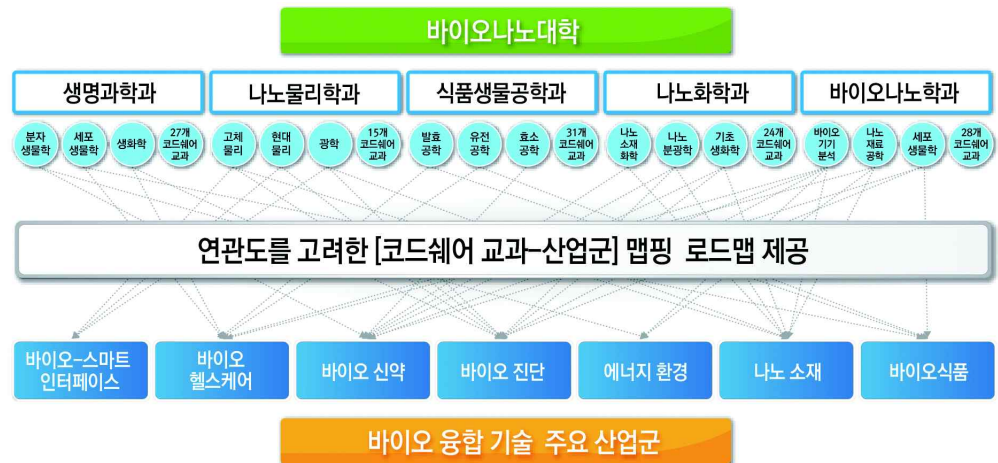 바이오나노대학
생명과학과
나노물리학과
식품생물공학과
나노화학과
바이오나노학과
분자
생물학
세포
생물학
생화학
27개
코드쉐어
교과
고체
물리
현대
물리
광학
15개
코드쉐어
교과
발효
공학
유전
공학
효소
공학
31개
코드쉐어
교과
나노
소재
화학
나노
분광학
기초
생화학
24개
코드쉐어
교과
바이오
기기
분석
나노
재료
공학
세포
생물학
28개
코드쉐어
교과
연관도를 고려한 [코드쉐어 교과-산업군] 맵핑 로드맵 제공
바이오-스마트
인터페이스
바이오
헬스케어
바이오 신약
바이오 진단
에너지 환경
나노 소재
바이오식품
바이오 융합 기술 주요 산업군